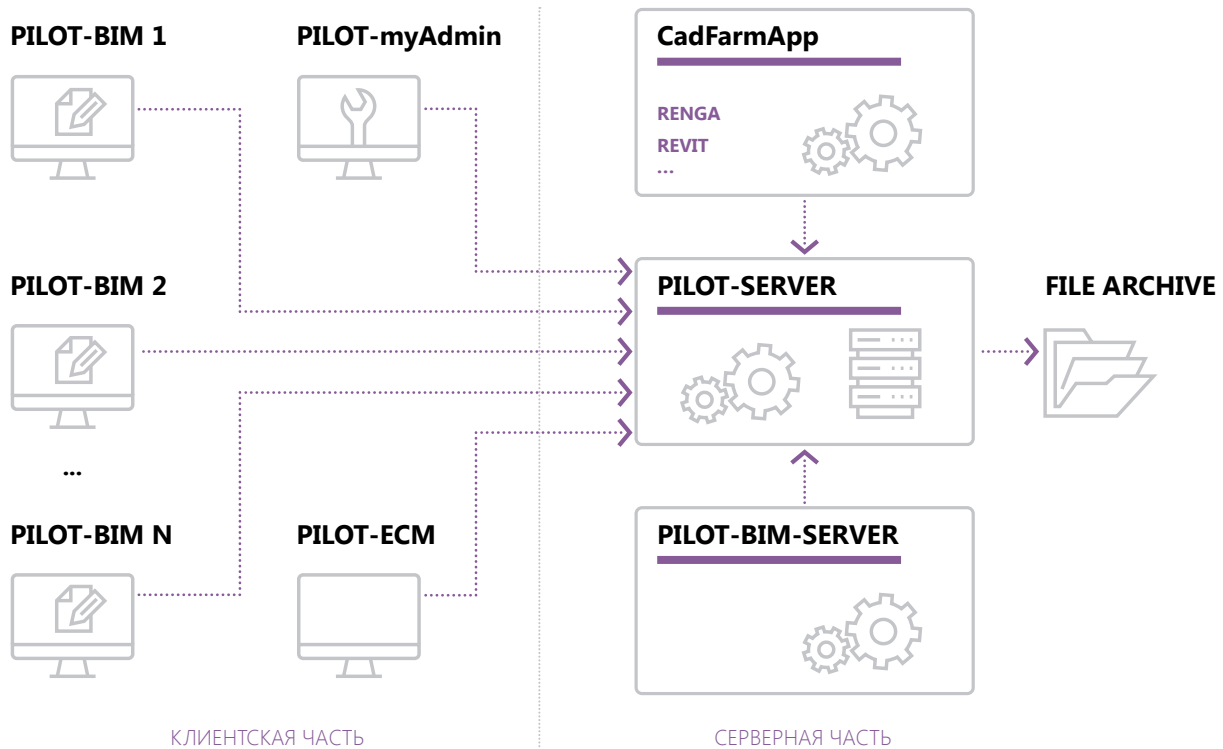 PILOT-BIM 1
PILOT-myAdmin
CadFarmApp
RENGA
REVIT
...
PILOT-BIM 2
PILOT-SERVER
FILE ARCHIVE
...
PILOT-BIM N
PILOT-ECM
PILOT-BIM-SERVER
КЛИЕНТСКАЯ ЧАСТЬ
СЕРВЕРНАЯ ЧАСТЬ